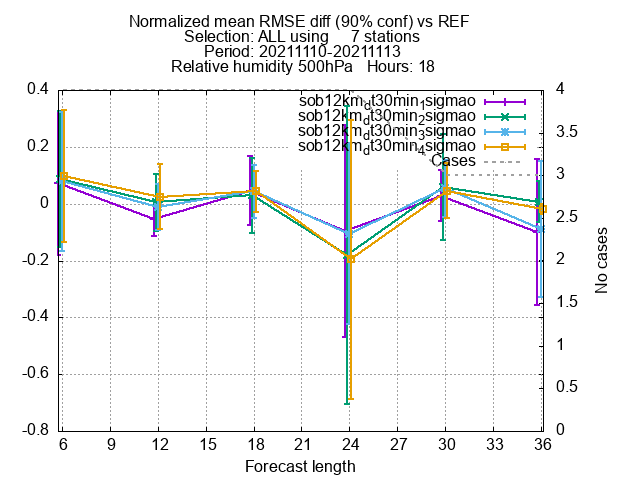 Normalized mean RMSE diff (90% conf) vs REF
Selection: ALL using 7 stations
Period: 20211110-20211113
Relative humidity 500hPa Hours: 18
sob12km_dt30min_1sigmao
sob12km_dt30min_2sigmao
sob12km_dt30min_3sigmao
sob12km_dt30min_4sigmao
Cases
0.4
0.2
0
-0.2
-0.4
-0.6
-0.8
4
3.5
3
2.5
2
1.5
1
0.5
0
No cases
6 9 12 15 18 21 24 27 30 33 36
Forecast length